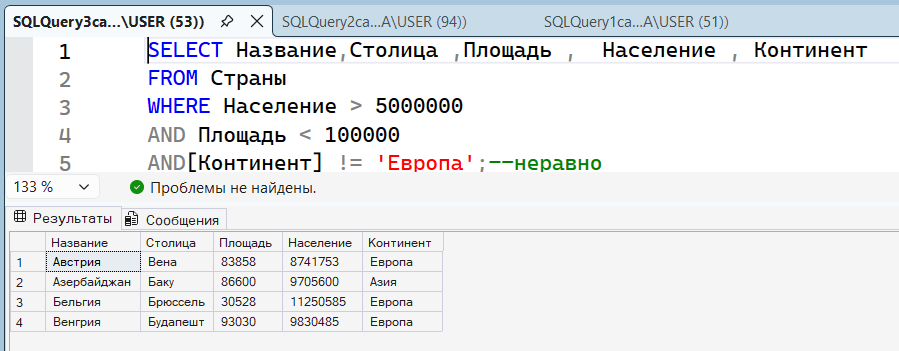 SQLQuery3ca...\USER (53)) SQLQuery2ca...A\USER (94)) SQLQuery1ca...A\USER (51))
1 SELECT Название,Столица ,Площадь , Население , Континент
2 FROM Страны
3 WHERE Население > 5000000
4 AND Площадь < 100000
5 AND[Континент] != 'Европа';--неравно
133 % Проблемы не найдены.
Результаты Сообщения
Название Столица Площадь Население Континент
1 Австрия Вена 83858 8741753 Европа
2 Азербайджан Баку 86600 9705600 Азия
3 Бельгия Брюссель 30528 11250585 Европа
4 Венгрия Будапешт 93030 9830485 Европа